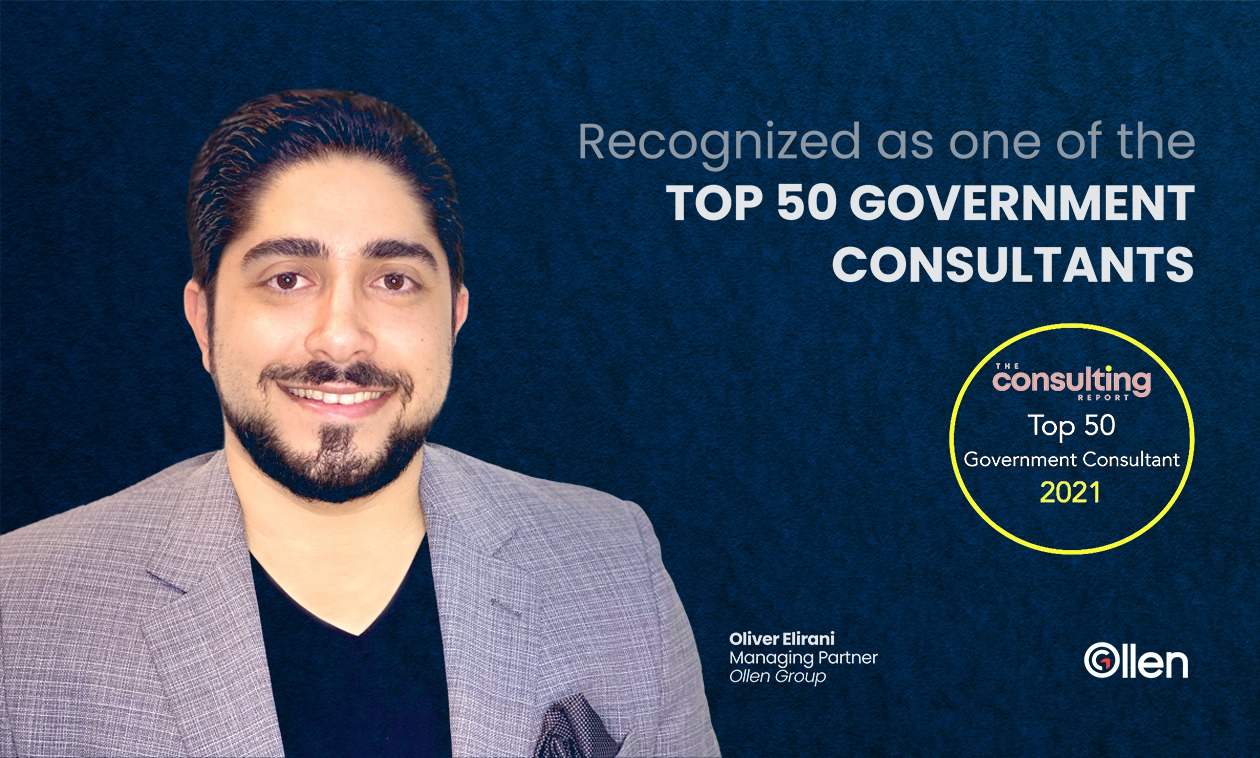 Recognized as one of the
TOP 50 GOVERNMENT
CONSULTANTS
THE
consulting
REPORT
Top 50
Government Consultant
2021
Oliver Elirani
Managing Partner
Ollen Group
Ollen